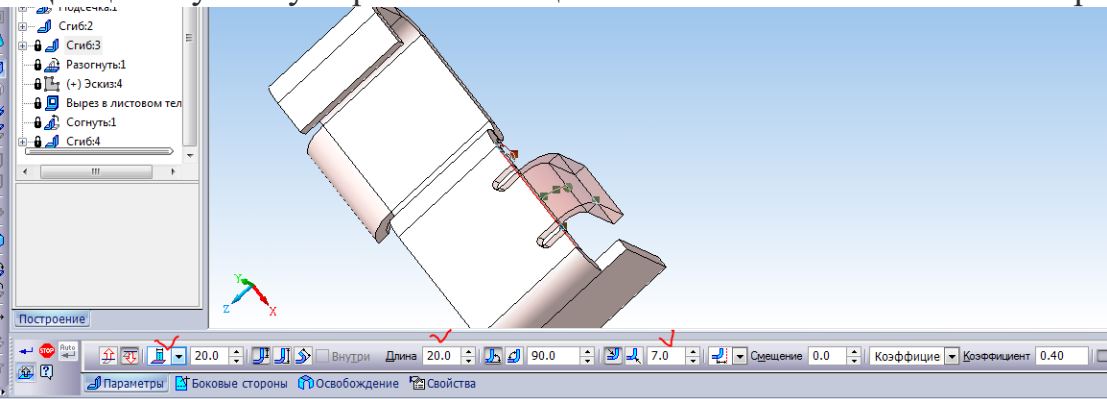 Подсечка:1
Сгиб:2
Сгиб:3
Разогнуть:1
(+) Эскиз:4
Вырез в листовом тел
Согнуть:1
Сгиб:4
Y
Z
X
Построение
STOP Auto 20.0 Внутри Длина 20.0 90.0 7.0 Смещение 0.0 Коэффицие Коэффициент 0.40
Параметры Боковые стороны Освобождение Свойства